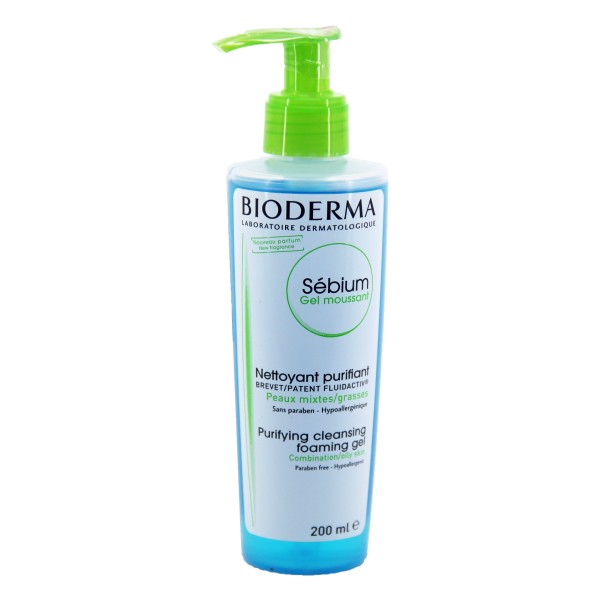 BIODERMA
LABORATOIRE DERMATOLOGIQUE
Nouveau parfum
New fragrance
Sébium
Gel moussant
Nettoyant purifiant
BREVET/PATENT FLUIDACTIV®
Peaux mixtes/grasses
Sans paraben - Hypoallergénique
Purifying cleansing
foaming gel
Combination/oily skin
Paraben free - Hypoallergenic
200 ml ℮